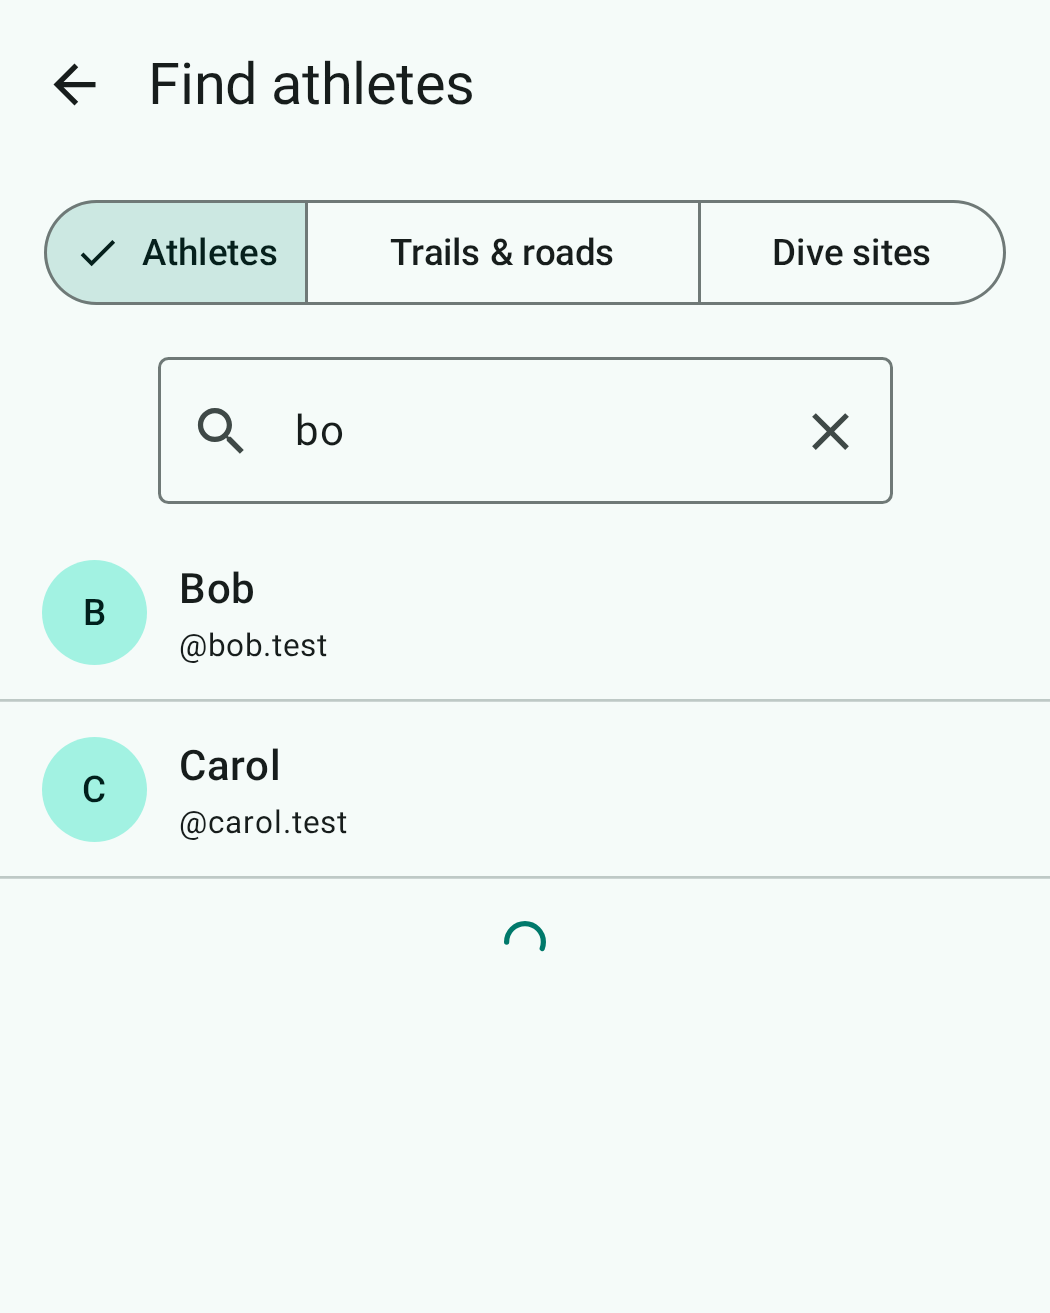 Find athletes
Athletes
Trails & roads
Dive sites
bo
B
Bob
@bob.test
C
Carol
@carol.test